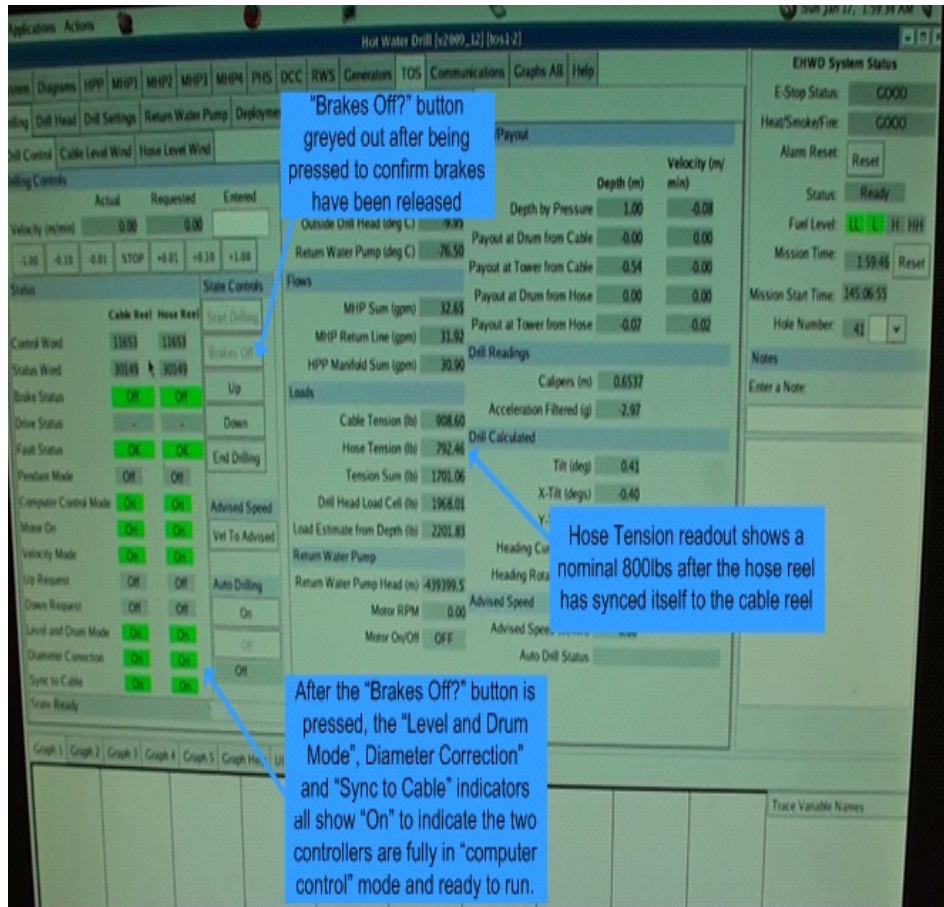 Applications Actions
Sun Jan 17, 1:59:34 AM
Hot Water Drill [v2009_12] [tos1-2]
System Diagrams HPP MHP1 MHP2 MHP3 MHP4 PHS DCC RWS Generators TOS Communications Graphs AB Help
Drill Head Drill Settings Return Water Pump
Drill Control Cable Level Wind Hose Level Wind
Drilling Controls
Actual Requested Entered
Velocity (m/min) 0.00 0.00
-1.00 -0.10 -0.01 STOP +0.01 +0.10 +1.00
Status
Cable Reel Hose Reel
Control Word 11653 11653
Status Word 30149 30149
Brake Status Off Off
Drive Status - -
Fault Status OK OK
Pendant Mode Off Off
Computer Control Mode On On
Motor On On On
Velocity Mode On On
Up Request Off Off
Down Request Off Off
Level and Drum Mode On On
Diameter Correction On On
Sync to Cable On On
State Ready
State Controls
Start Drilling
Brakes Off
Up
Down
End Drilling
Advised Speed
Vel To Advised
Auto Drilling
On
Off
Off
"Brakes Off?" button
greyed out after being
pressed to confirm brakes
have been released
Outside Drill Head (deg C) -9.95
Return Water Pump (deg C) -76.50
Flows
MHP Sum (gpm) 32.65
MHP Return Line (gpm) 31.92
HPP Manifold Sum (gpm) 30.90
Loads
Cable Tension (lb) 908.60
Hose Tension (lb) 792.46
Tension Sum (lb) 1701.06
Drill Head Load Cell (lb) 1968.01
Load Estimate from Depth (lb) 2201.83
Return Water Pump
Return Water Pump Head (m) -439399.5
Motor RPM 0.00
Motor On/Off OFF
/Payout
Depth (m) Velocity (m/
min)
Depth by Pressure 1.00 -0.08
Payout at Drum from Cable -0.00 0.00
Payout at Tower from Cable -0.54 -0.00
Payout at Drum from Hose 0.00 0.00
Payout at Tower from Hose -0.07 0.02
Drill Readings
Calipers (m) 0.6537
Acceleration Filtered (g) -2.97
Drill Calculated
Tilt (deg) 0.41
X-Tilt (degs) -0.40
Advised Speed
Auto Drill Status
Hose Tension readout shows a
nominal 800lbs after the hose reel
has synced itself to the cable reel
After the "Brakes Off?" button is
pressed, the "Level and Drum
Mode", Diameter Correction"
and "Sync to Cable" indicators
all show "On" to indicate the two
controllers are fully in "computer
control" mode and ready to run.
EHWD System Status
E-Stop Status: GOOD
Heat/Smoke/Fire: GOOD
Alarm Reset: Reset
Status: Ready
Fuel Level: LL L H HH
Mission Time: 1:59:46 Reset
Mission Start Time: 145:06:55
Hole Number: 41
Notes
Enter a Note:
Graph 1 Graph 2 Graph 3 Graph 4 Graph 5 Graph Help
Trace Variable Names